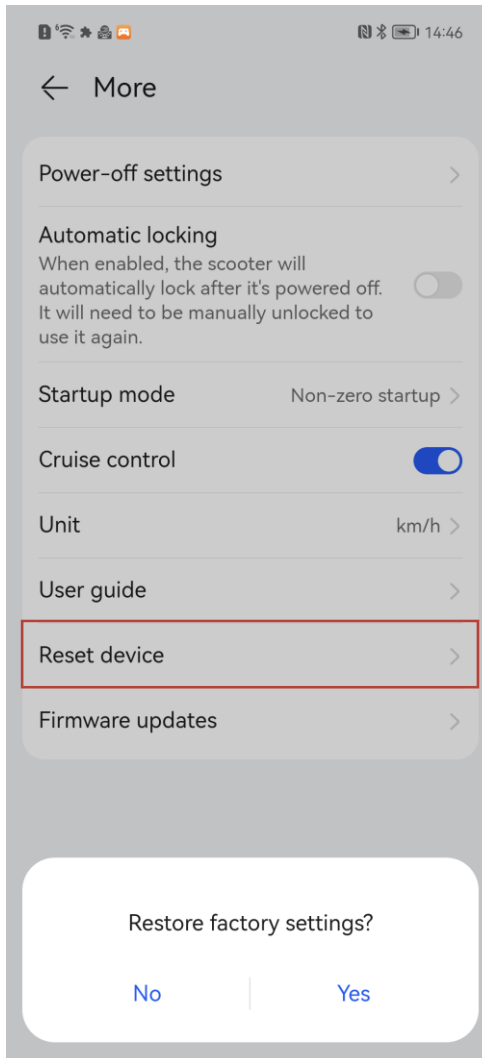 14:46
More
Power-off settings
Automatic locking
When enabled, the scooter will
automatically lock after it's powered off.
It will need to be manually unlocked to
use it again.
Startup mode Non-zero startup
Cruise control
Unit km/h
User guide
Reset device
Firmware updates
Restore factory settings?
No Yes